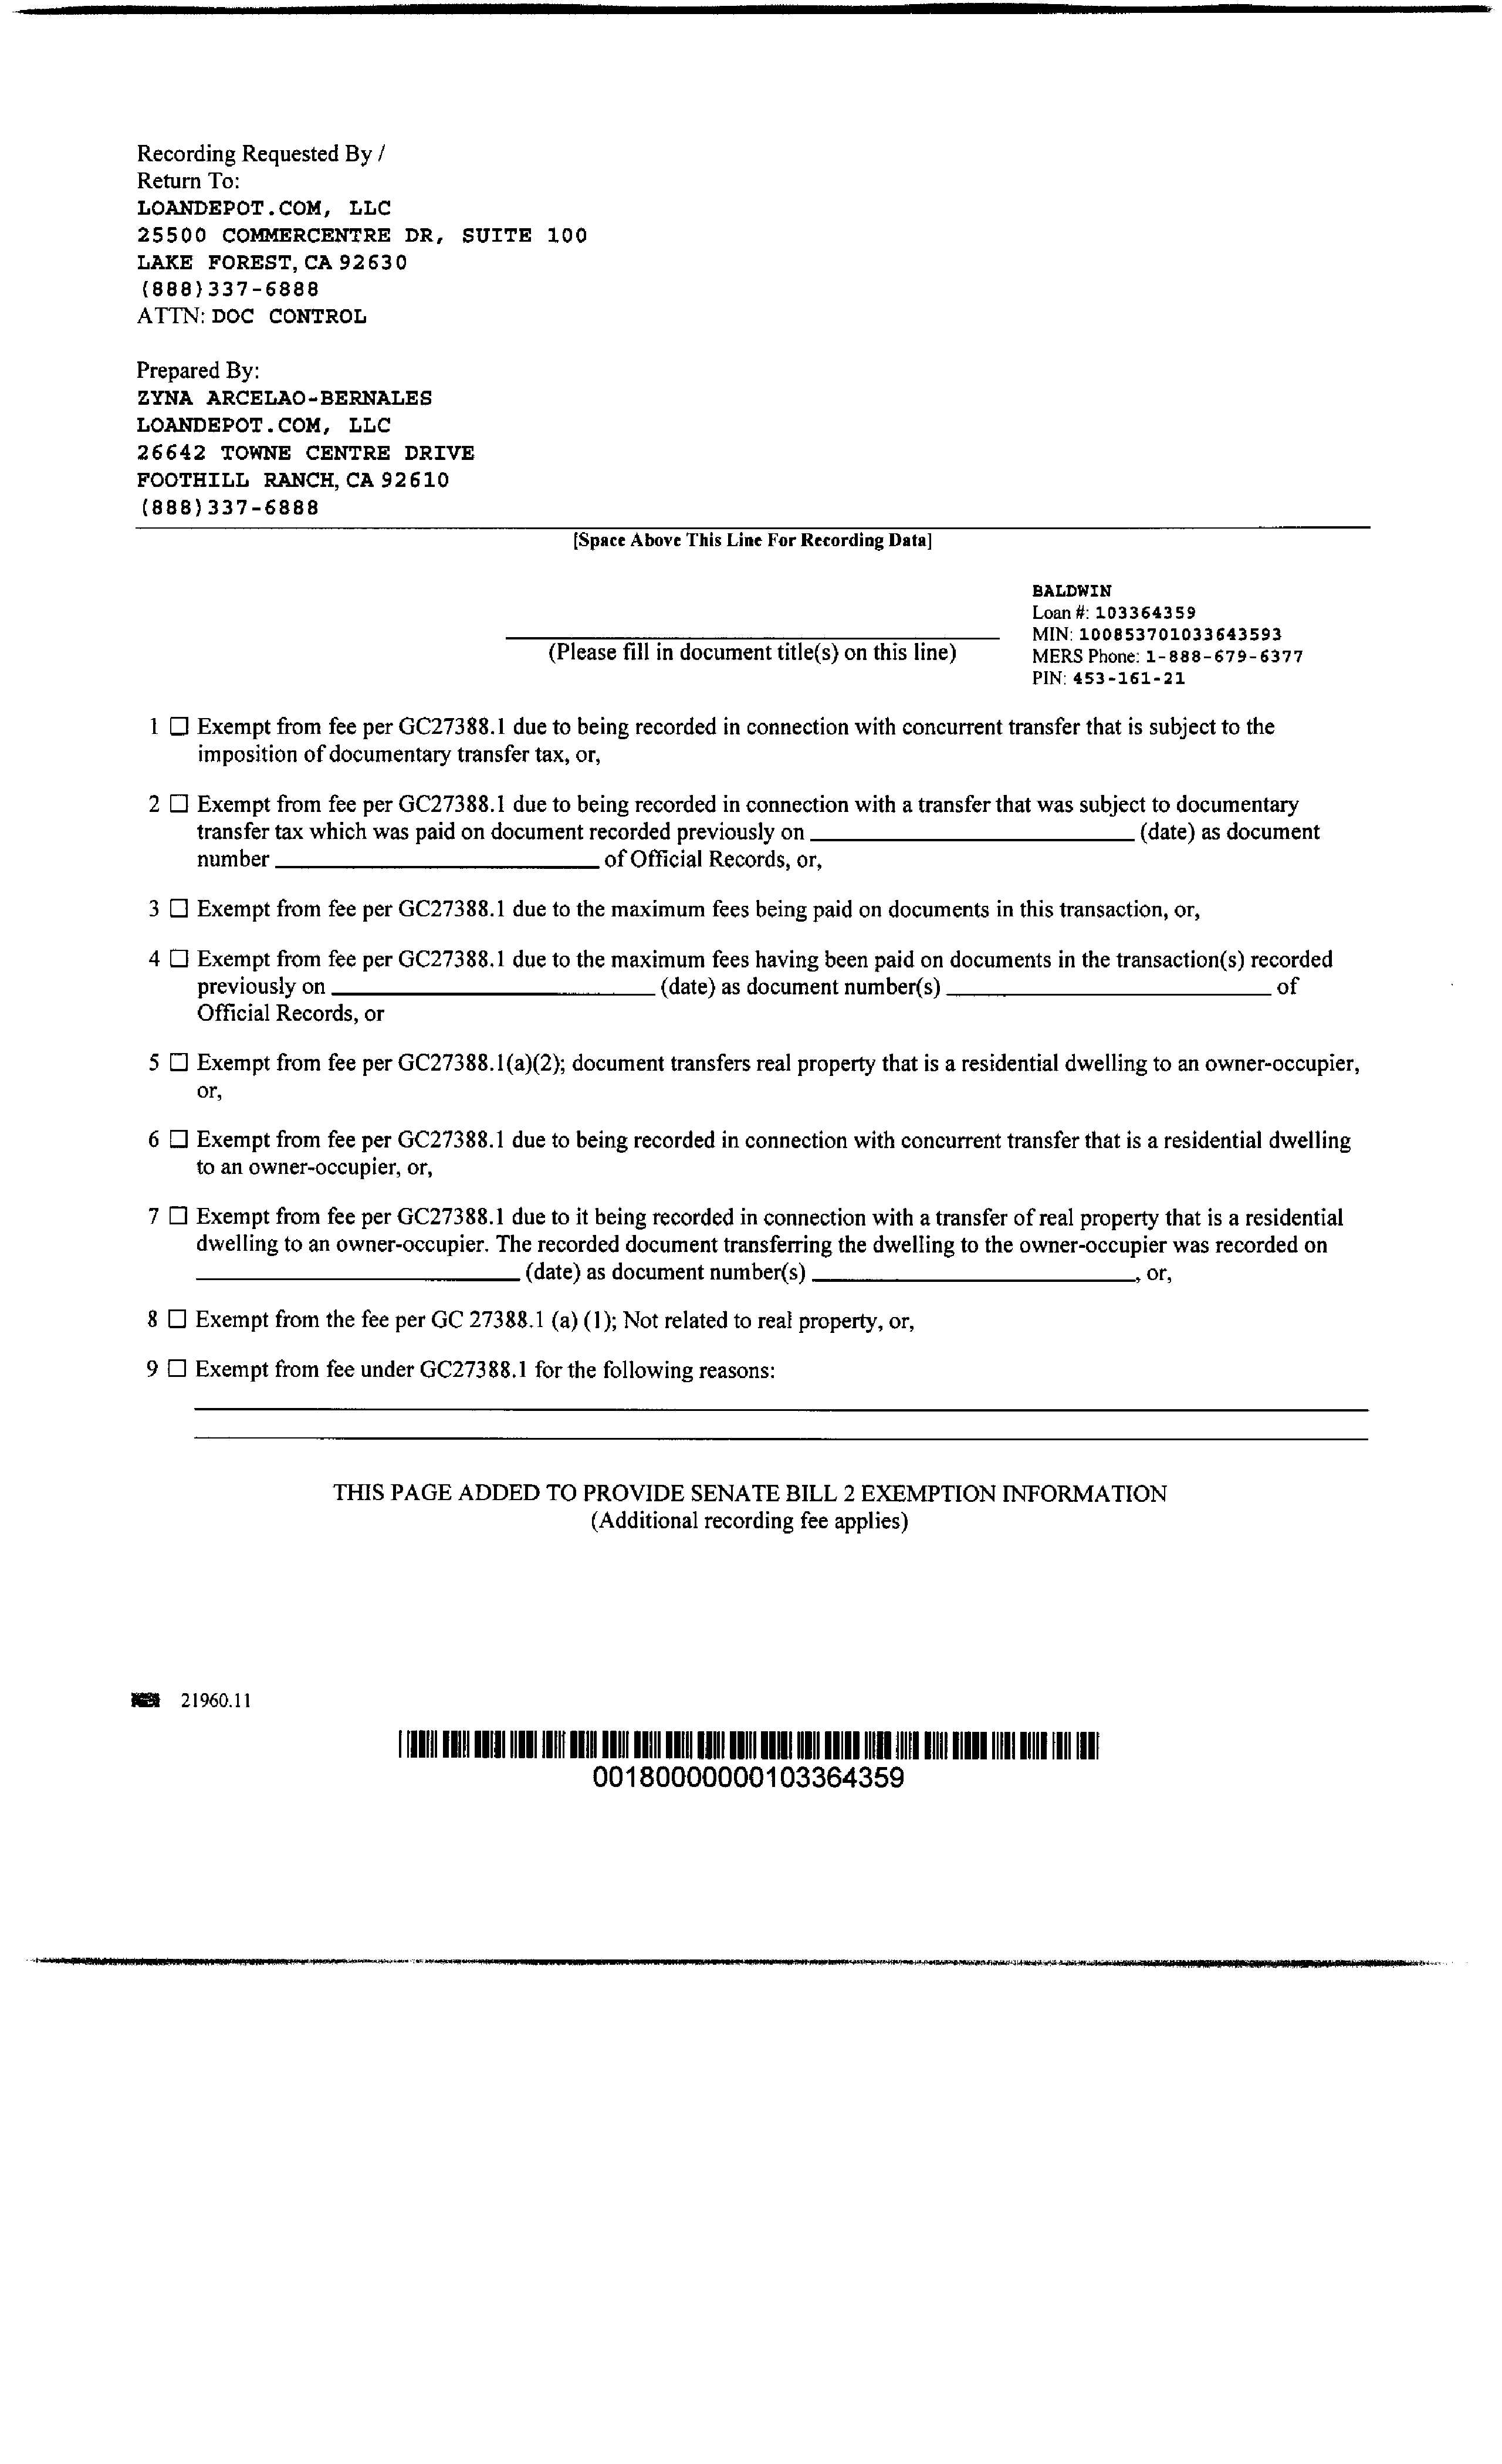 Recording Requested By /
Return To:
LOANDEPOT.COM, LLC
25500 COMMERCENTRE DR, SUITE 100
LAKE FOREST, CA 92630
(888)337-6888
ATTN: DOC CONTROL
Prepared By:
ZYNA ARCELAO-BERNALES
LOANDEPOT.COM, LLC
26642 TOWNE CENTRE DRIVE
FOOTHILL RANCH, CA 92610
(888)337-6888
[Space Above This Line For Recording Data]
BALDWIN
Loan #: 103364359
MIN: 100853701033643593
MERS Phone: 1-888-679-6377
PIN: 453-161-21
(Please fill in document title(s) on this line)
1 ☐ Exempt from fee per GC27388.1 due to being recorded in connection with concurrent transfer that is subject to the
imposition of documentary transfer tax, or,
2 ☐ Exempt from fee per GC27388.1 due to being recorded in connection with a transfer that was subject to documentary
transfer tax which was paid on document recorded previously on ____________________ (date) as document
number ____________________ of Official Records, or,
3 ☐ Exempt from fee per GC27388.1 due to the maximum fees being paid on documents in this transaction, or,
4 ☐ Exempt from fee per GC27388.1 due to the maximum fees having been paid on documents in the transaction(s) recorded
previously on ____________________ (date) as document number(s) ____________________ of
Official Records, or
5 ☐ Exempt from fee per GC27388.1(a)(2); document transfers real property that is a residential dwelling to an owner-occupier,
or,
6 ☐ Exempt from fee per GC27388.1 due to being recorded in connection with concurrent transfer that is a residential dwelling
to an owner-occupier, or,
7 ☐ Exempt from fee per GC27388.1 due to it being recorded in connection with a transfer of real property that is a residential
dwelling to an owner-occupier. The recorded document transferring the dwelling to the owner-occupier was recorded on
____________________ (date) as document number(s) ____________________, or,
8 ☐ Exempt from the fee per GC 27388.1 (a) (1); Not related to real property, or,
9 ☐ Exempt from fee under GC27388.1 for the following reasons:
THIS PAGE ADDED TO PROVIDE SENATE BILL 2 EXEMPTION INFORMATION
(Additional recording fee applies)
21960.11
00180000000103364359